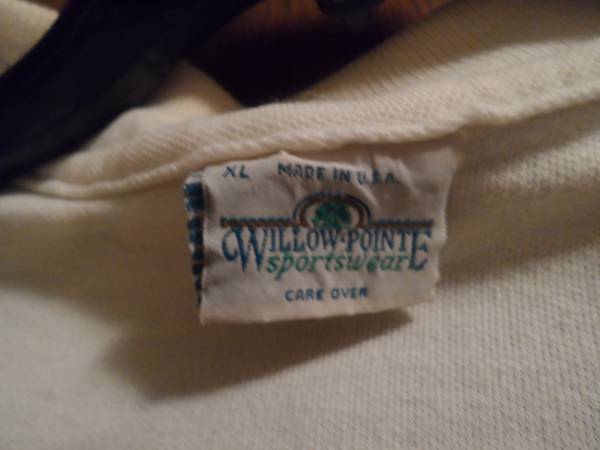 XL MADE IN U.S.A.
WILLOW·POINTE
sportswear
CARE OVER